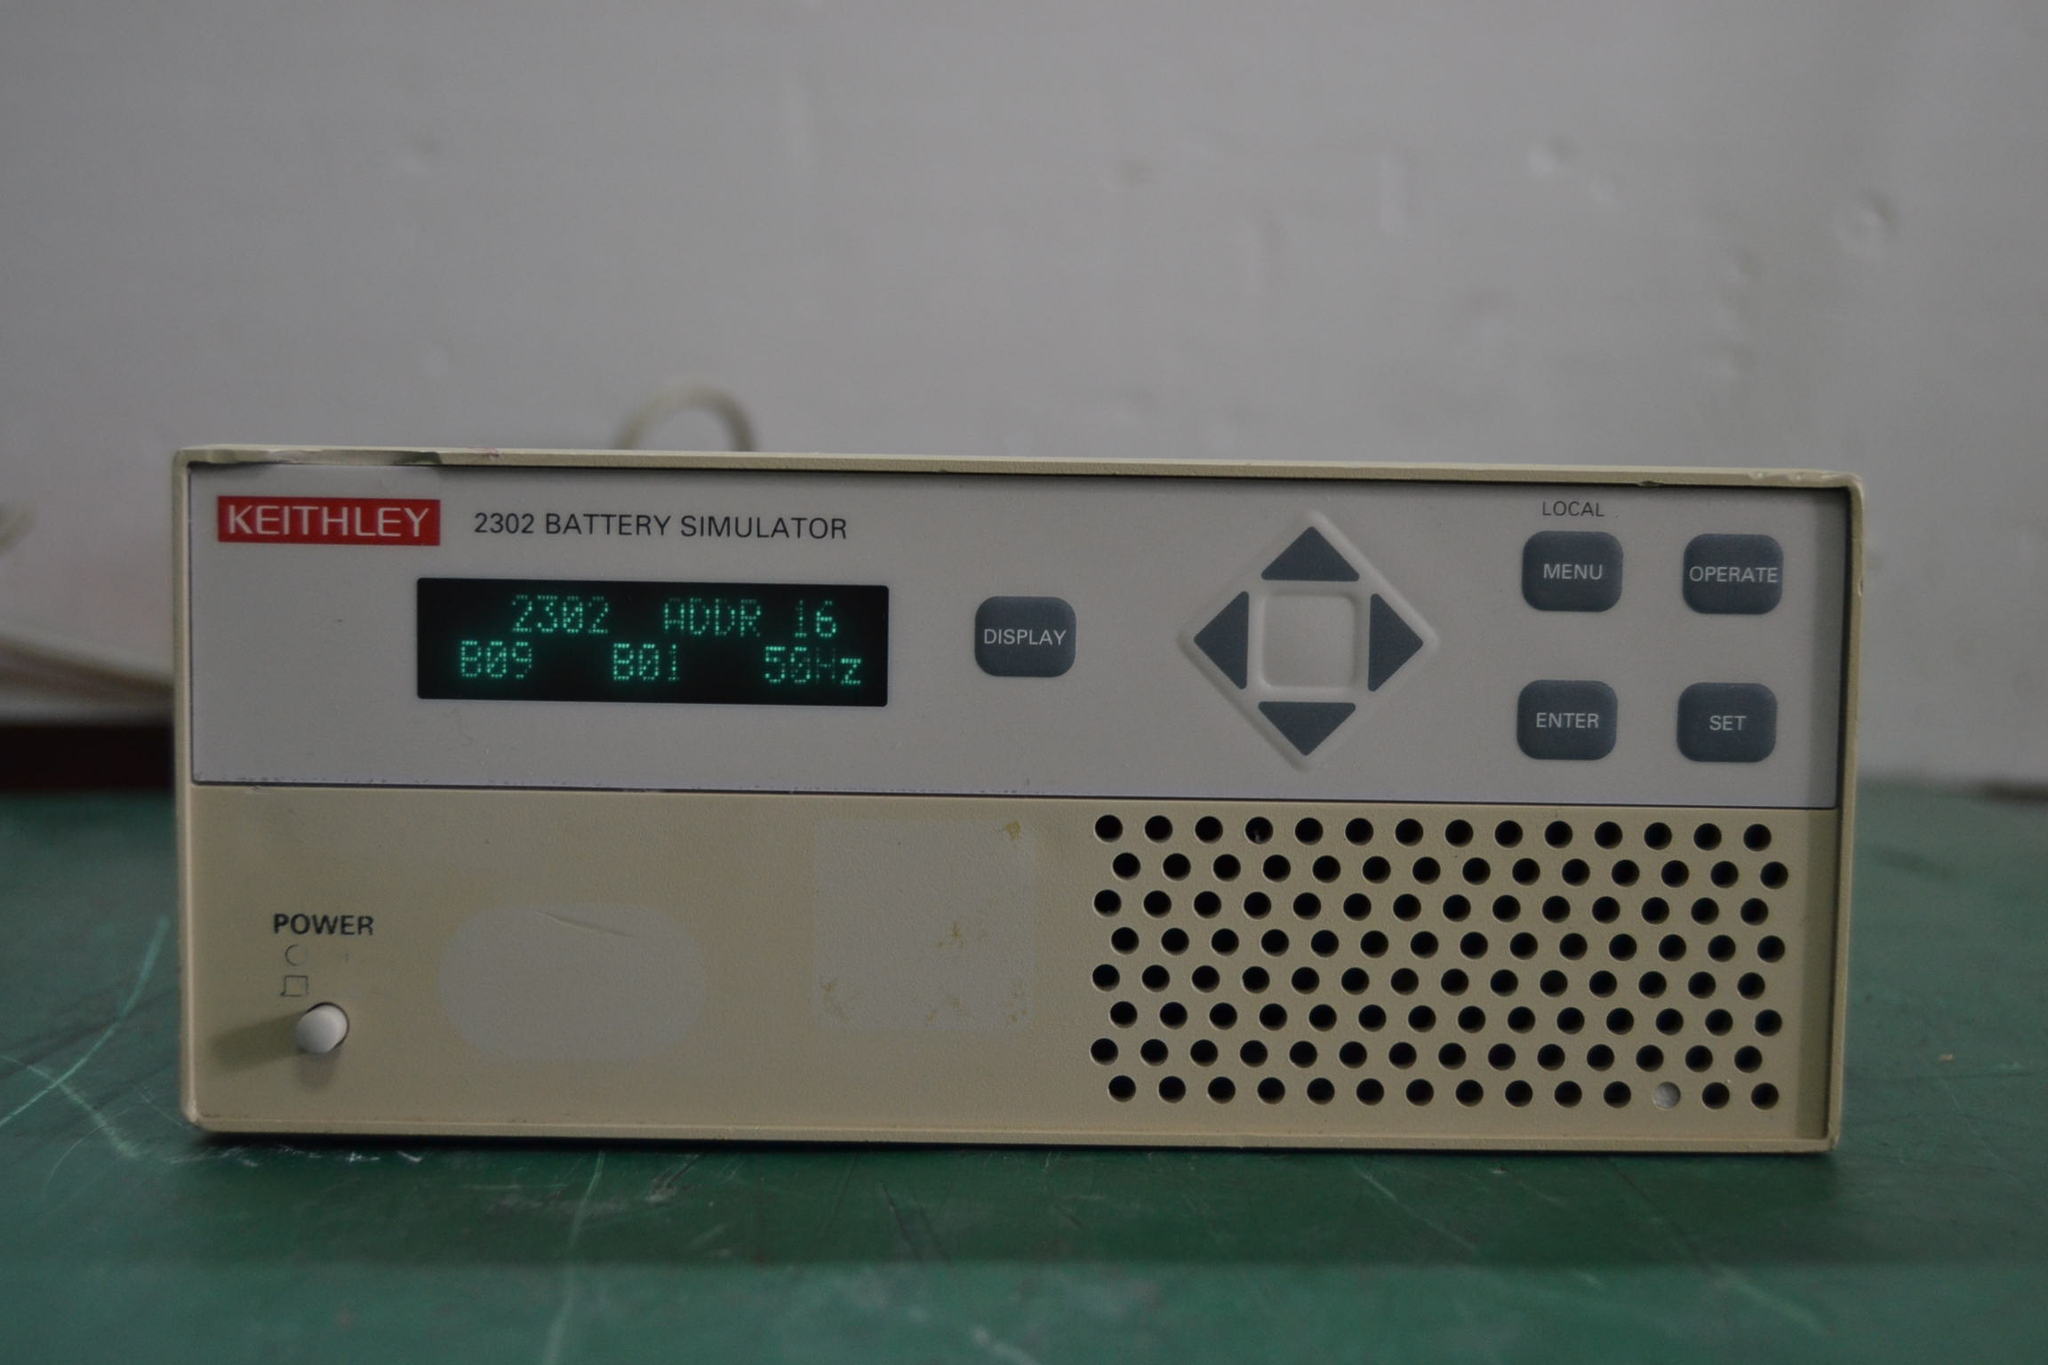 KEITHLEY 2302 BATTERY SIMULATOR
2302 ADDR 16
B09 B01 50Hz
DISPLAY
LOCAL
MENU
OPERATE
ENTER
SET
POWER